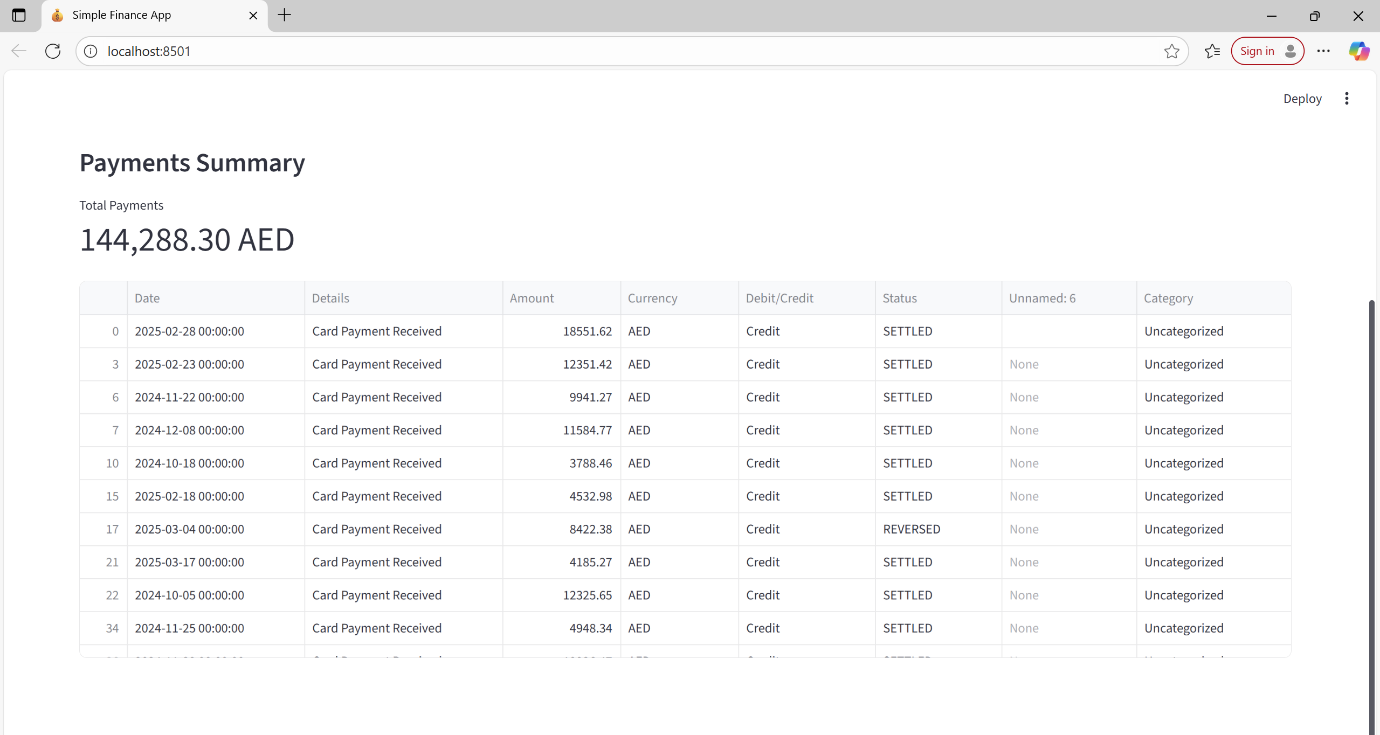 Simple Finance App
localhost:8501
Sign in
Deploy
Payments Summary
Total Payments
144,288.30 AED
Date Details Amount Currency Debit/Credit Status Unnamed: 6 Category
0 2025-02-28 00:00:00 Card Payment Received 18551.62 AED Credit SETTLED Uncategorized
3 2025-02-23 00:00:00 Card Payment Received 12351.42 AED Credit SETTLED None Uncategorized
6 2024-11-22 00:00:00 Card Payment Received 9941.27 AED Credit SETTLED None Uncategorized
7 2024-12-08 00:00:00 Card Payment Received 11584.77 AED Credit SETTLED None Uncategorized
10 2024-10-18 00:00:00 Card Payment Received 3788.46 AED Credit SETTLED None Uncategorized
15 2025-02-18 00:00:00 Card Payment Received 4532.98 AED Credit SETTLED None Uncategorized
17 2025-03-04 00:00:00 Card Payment Received 8422.38 AED Credit REVERSED None Uncategorized
21 2025-03-17 00:00:00 Card Payment Received 4185.27 AED Credit SETTLED None Uncategorized
22 2024-10-05 00:00:00 Card Payment Received 12325.65 AED Credit SETTLED None Uncategorized
34 2024-11-25 00:00:00 Card Payment Received 4948.34 AED Credit SETTLED None Uncategorized